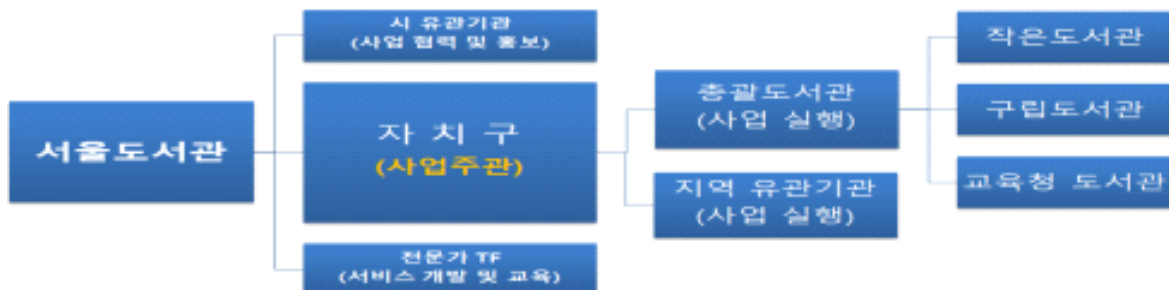 서울도서관
시 유관기관
(사업 협력 및 홍보)
자 치 구
(사업주관)
전문가 TF
(서비스 개발 및 교육)
총괄도서관
(사업 실행)
지역 유관기관
(사업 실행)
작은도서관
구립도서관
교육청 도서관